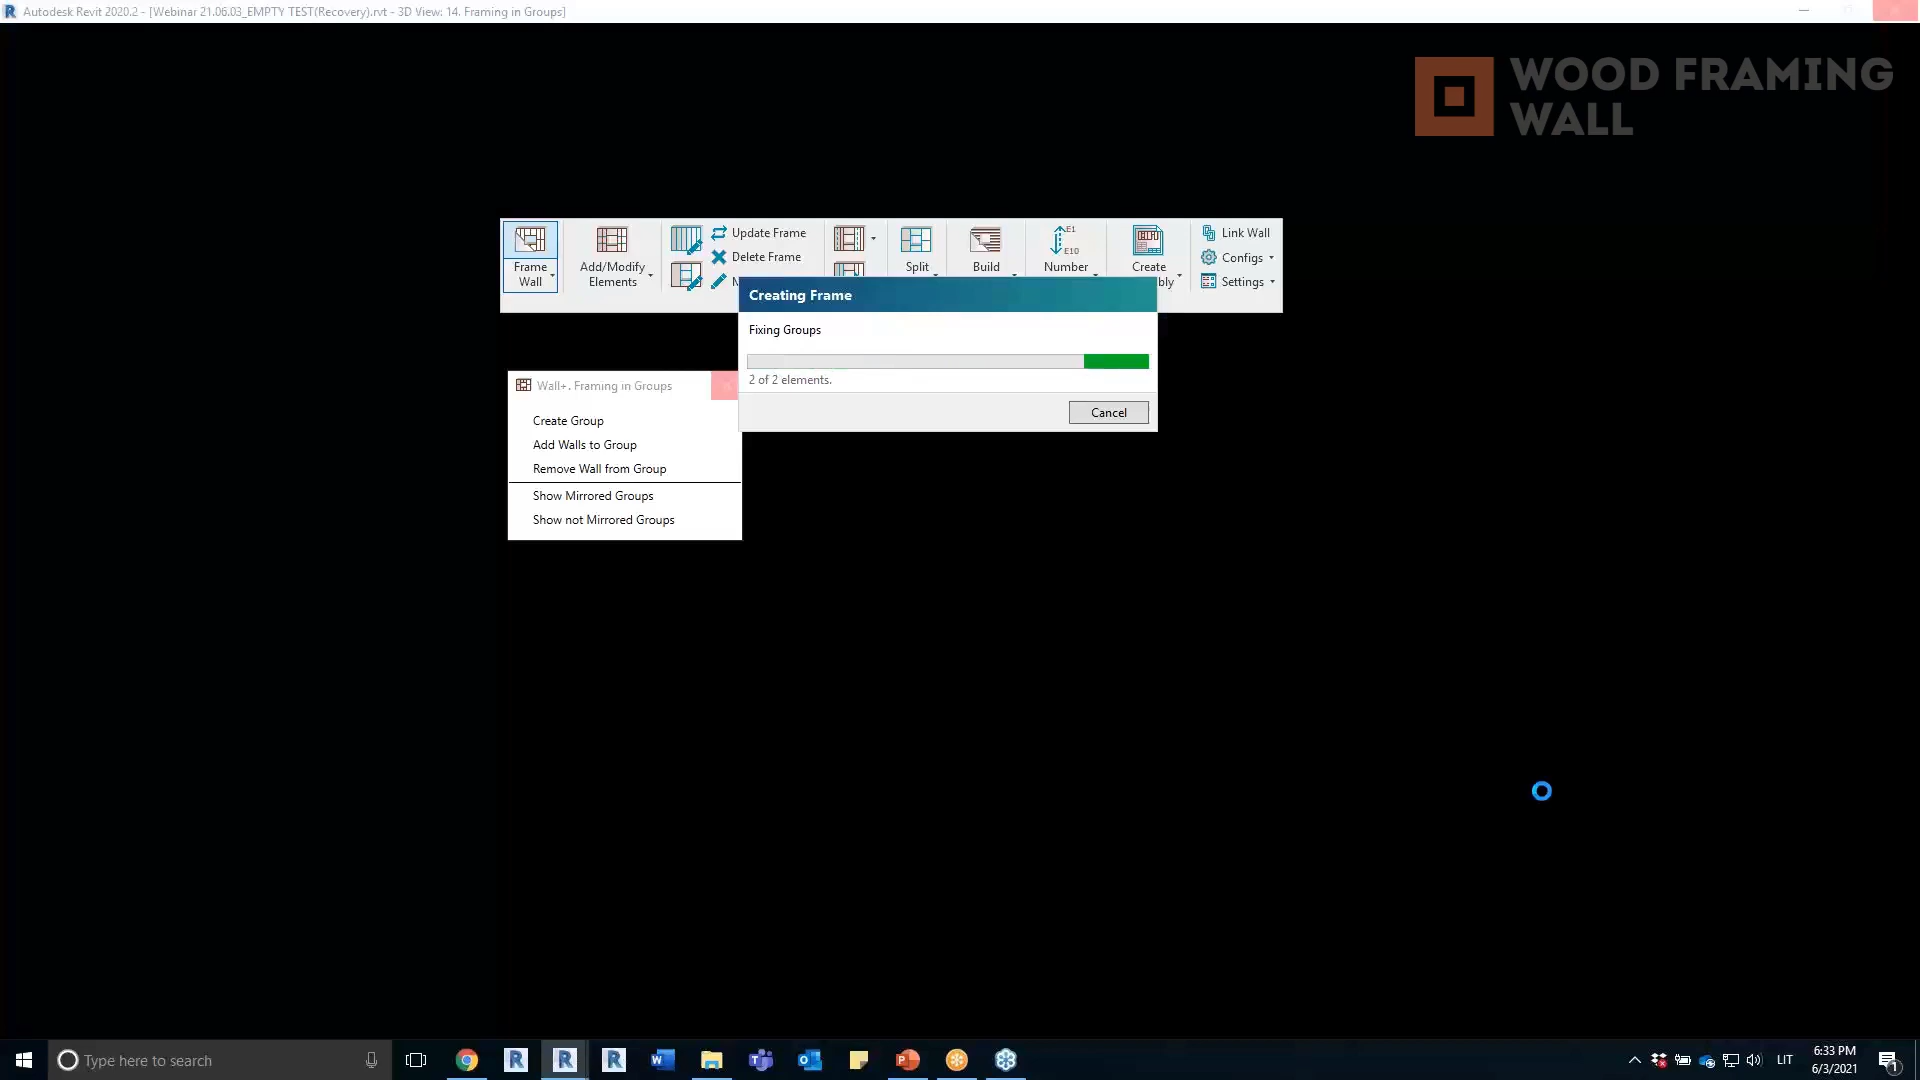 Autodesk Revit 2020.2 - [Webinar 21.06.03_EMPTY TEST(Recovery).rvt - 3D View: 14. Framing in Groups]
WOOD FRAMING
WALL
Frame
Wall
Add/Modify
Elements
Update Frame
Delete Frame
Split
Build
E1
E10
Number
Create
bly
Link Wall
Configs
Settings
Creating Frame
Fixing Groups
2 of 2 elements.
Cancel
Wall+. Framing in Groups
Create Group
Add Walls to Group
Remove Wall from Group
Show Mirrored Groups
Show not Mirrored Groups
Type here to search
LIT
6:33 PM
6/3/2021
1